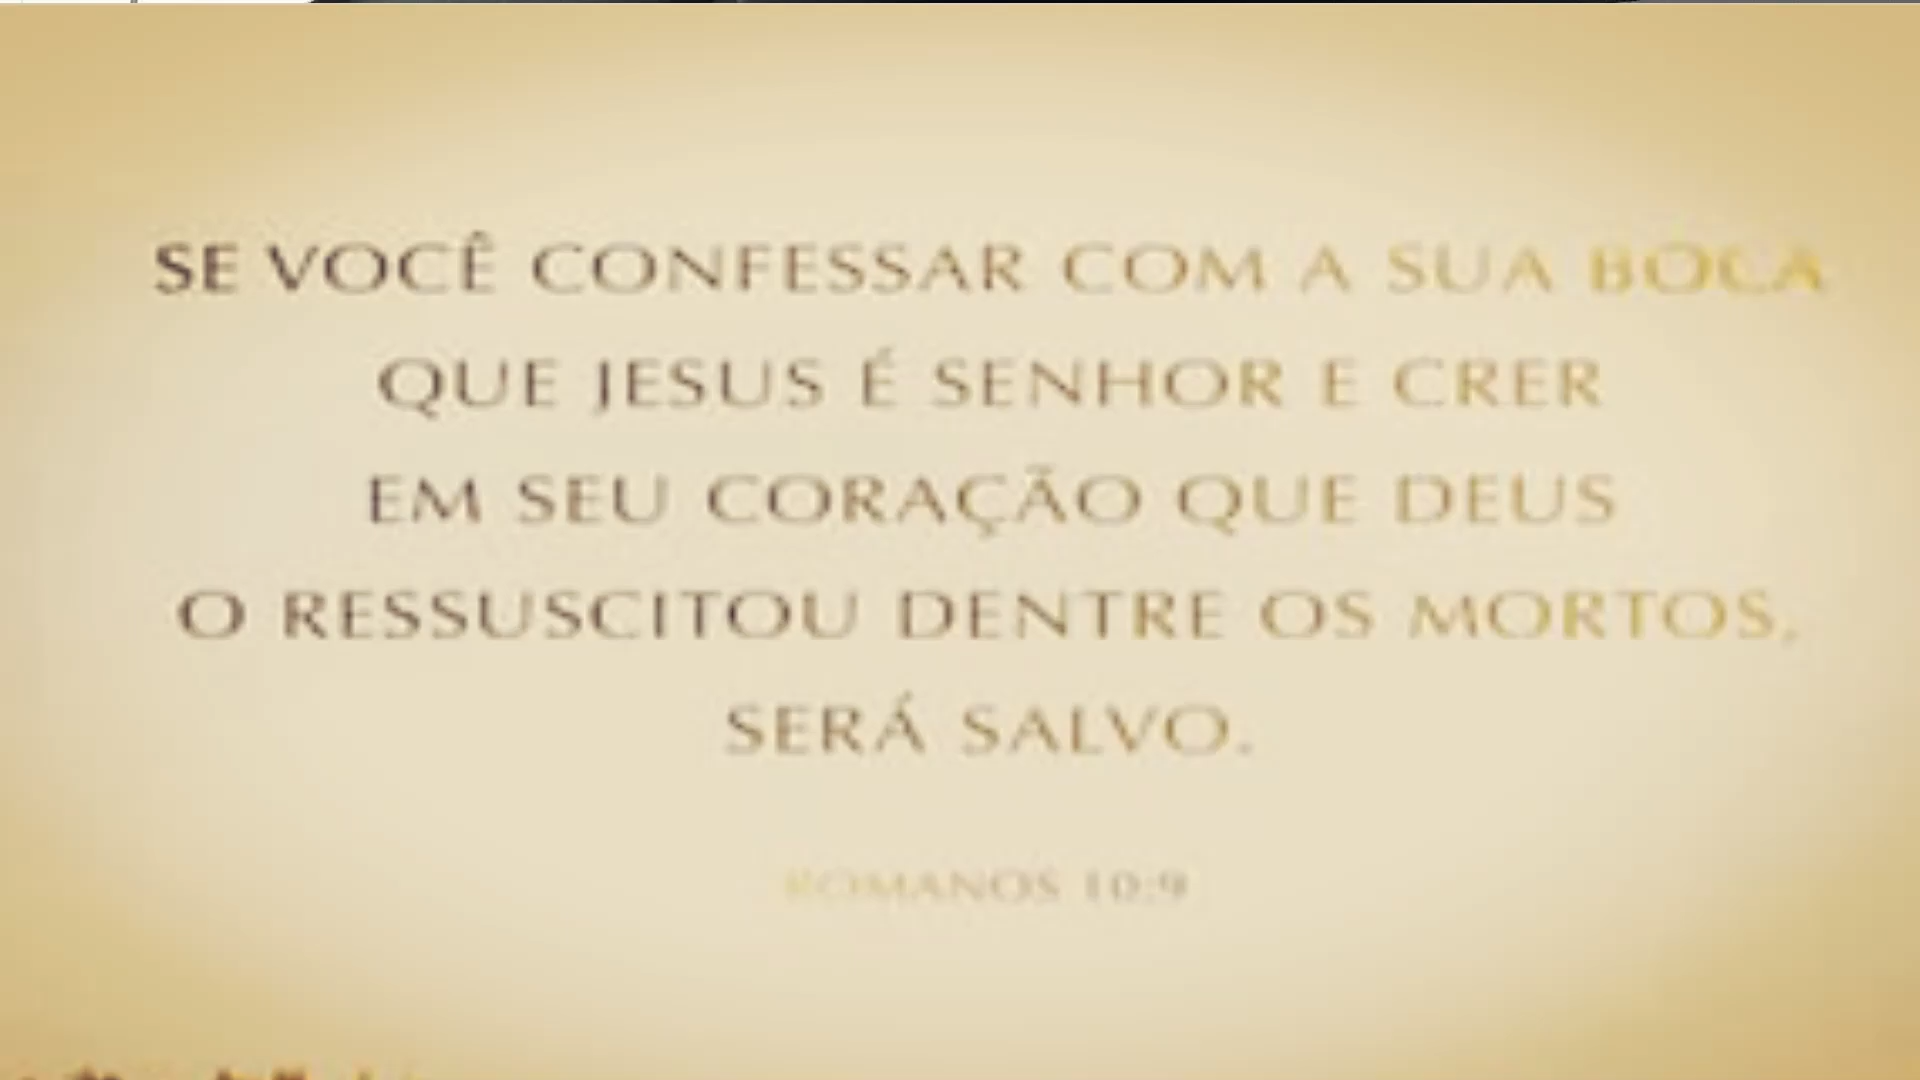 SE VOCÊ CONFESSAR COM A SUA BOCA
QUE JESUS É SENHOR E CRER
EM SEU CORAÇÃO QUE DEUS
O RESSUSCITOU DENTRE OS MORTOS,
SERÁ SALVO.
ROMANOS 10:9